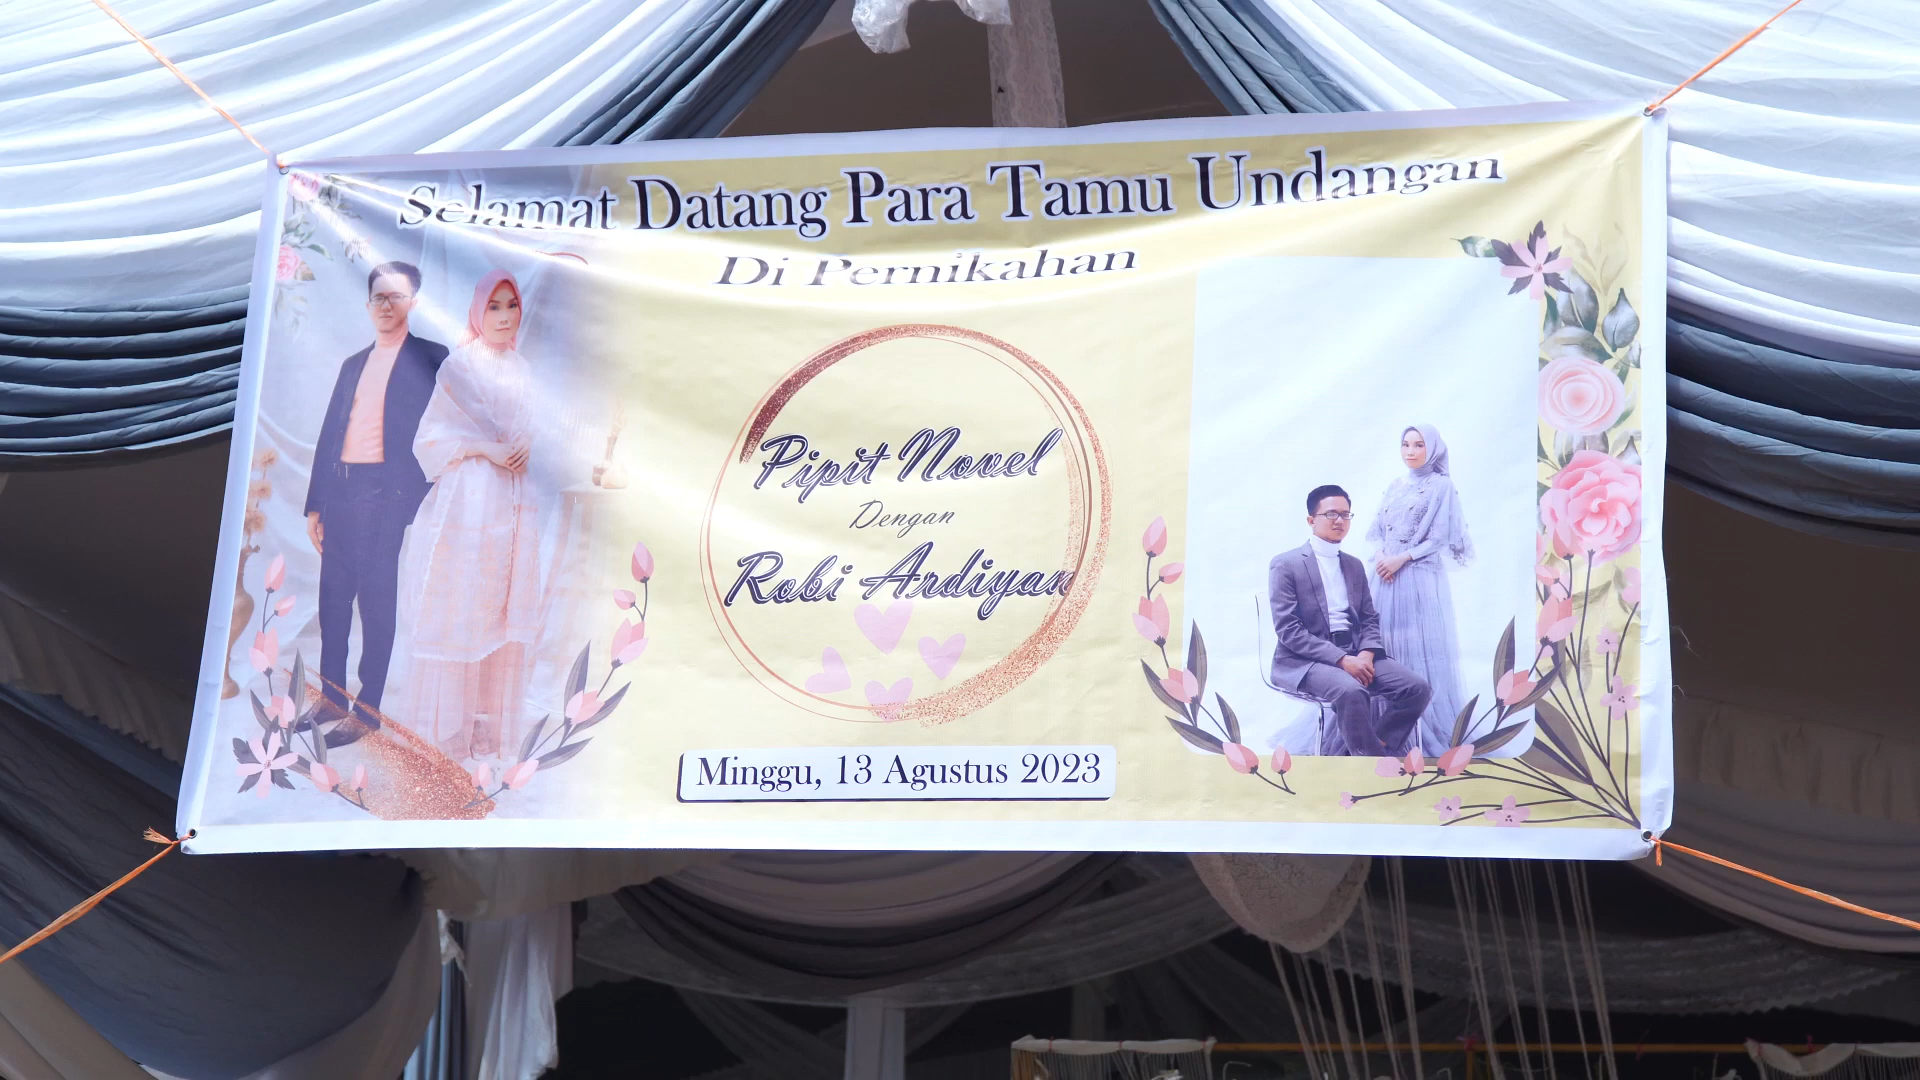 Selamat Datang Para Tamu Undangan
Di Pernikahan
Pipit Novel
Dengan
Robi Ardiyan
Minggu, 13 Agustus 2023